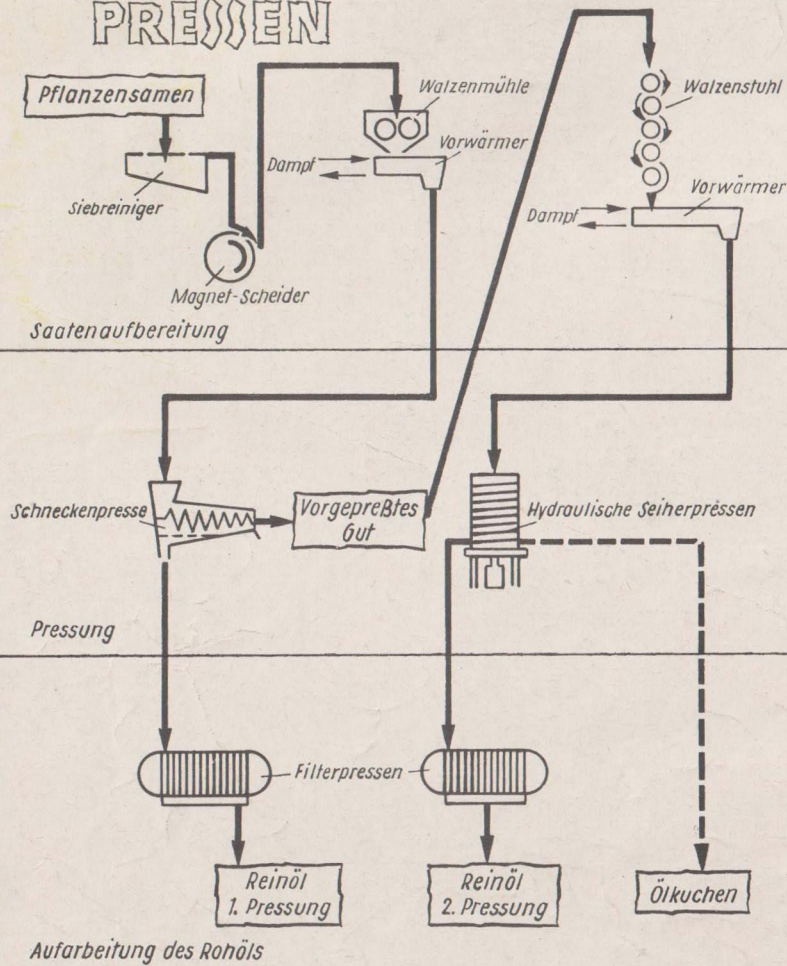 PRESSEN
Pflanzensamen
Siebreiniger
Magnet-Scheider
Dampf
Walzenmühle
Vorwärmer
Walzenstuhl
Dampf
Vorwärmer
Saatenaufbereitung
Schneckenpresse
Vorgepreßtes
Gut
Hydraulische Seiherpressen
Pressung
Filterpressen
Reinöl
1. Pressung
Reinöl
2. Pressung
Ölkuchen
Aufarbeitung des Rohöls